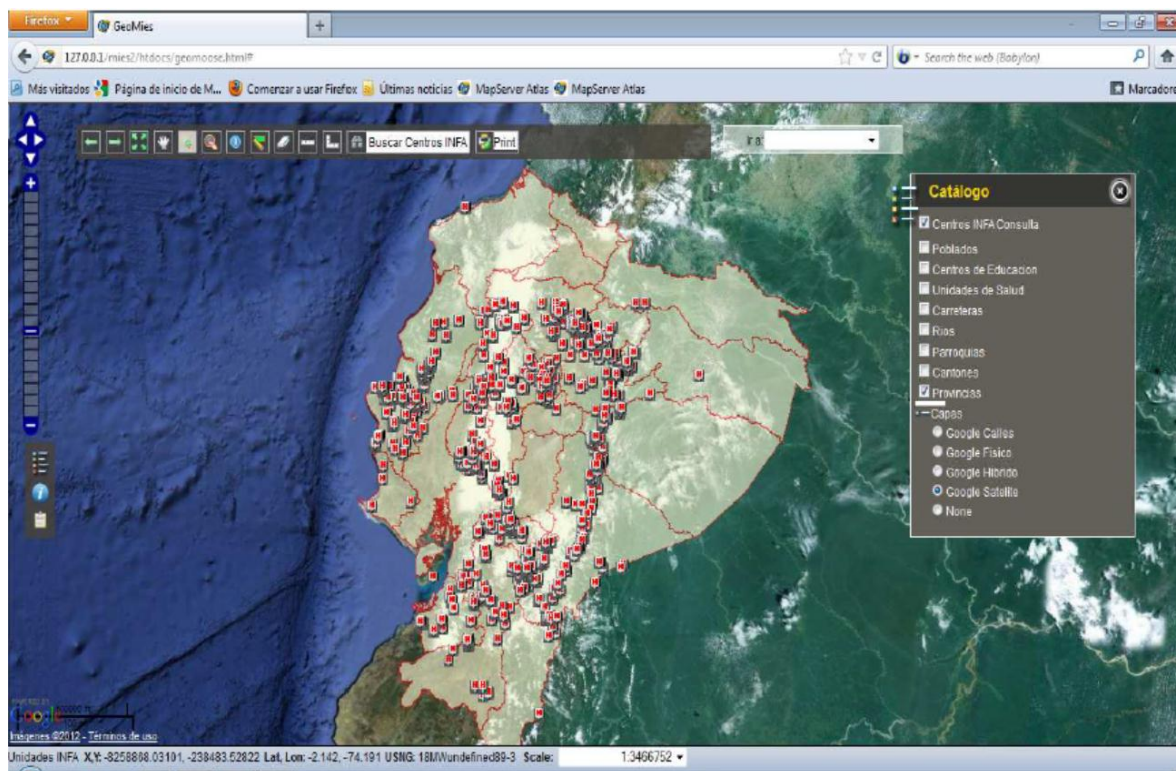 Firefox
GeoMies
127.0.0.1/mies2/htdocs/geomoose.html#
Search the web (Babylon)
Más visitados
Página de inicio de M...
Comenzar a usar Firefox
Últimas noticias
MapServer Atlas
MapServer Atlas
Marcadore
Buscar Centros INFA
Print
Ir a:
Catálogo
Centros INFA Consulta
Poblados
Centros de Educacion
Unidades de Salud
Carreteras
Rios
Parroquias
Cantones
Provincias
Capas
Google Calles
Google Fisico
Google Hibrido
Google Satelite
None
Google
Imágenes ©2012 - Términos de uso
Unidades INFA X,Y: -8258868.03101, -238483.52822 Lat, Lon: -2.142, -74.191 USNG: 18MWundefined89-3 Scale: 1:3466752